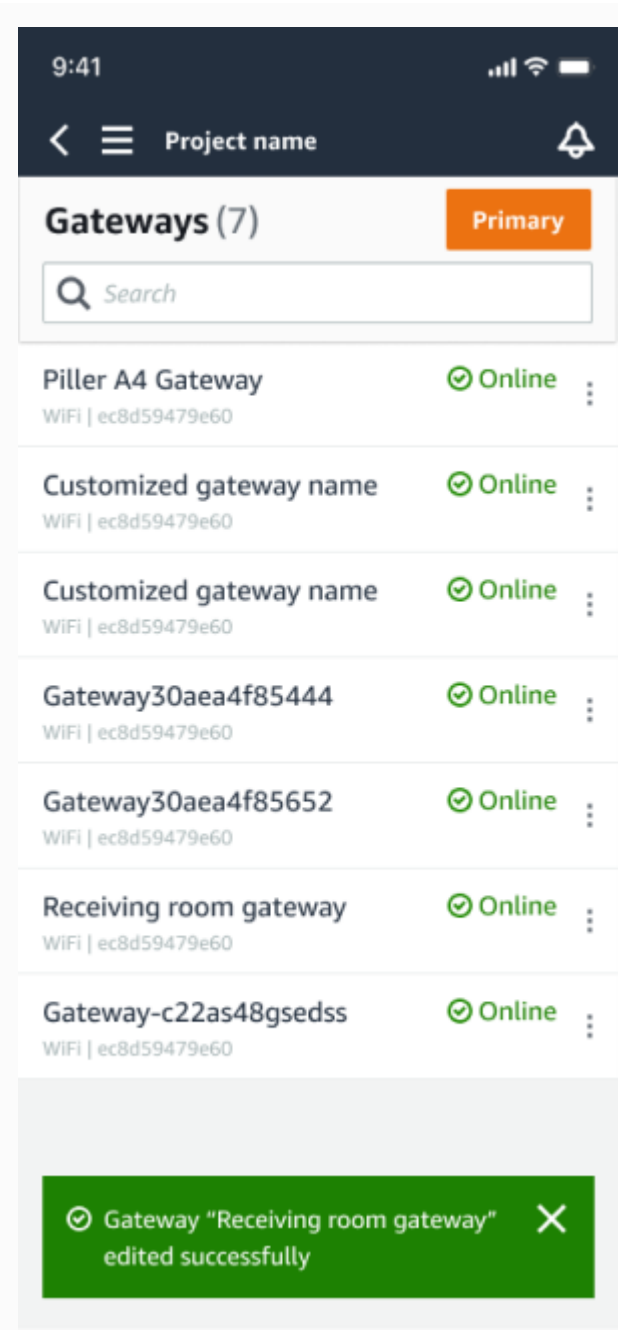 9:41
Project name
Gateways (7)
Primary
Search
Piller A4 Gateway
Online
WiFi | ec8d59479e60
Customized gateway name
Online
WiFi | ec8d59479e60
Customized gateway name
Online
WiFi | ec8d59479e60
Gateway30aea4f85444
Online
WiFi | ec8d59479e60
Gateway30aea4f85652
Online
WiFi | ec8d59479e60
Receiving room gateway
Online
WiFi | ec8d59479e60
Gateway-c22as48gsedss
Online
WiFi | ec8d59479e60
Gateway “Receiving room gateway”
edited successfully